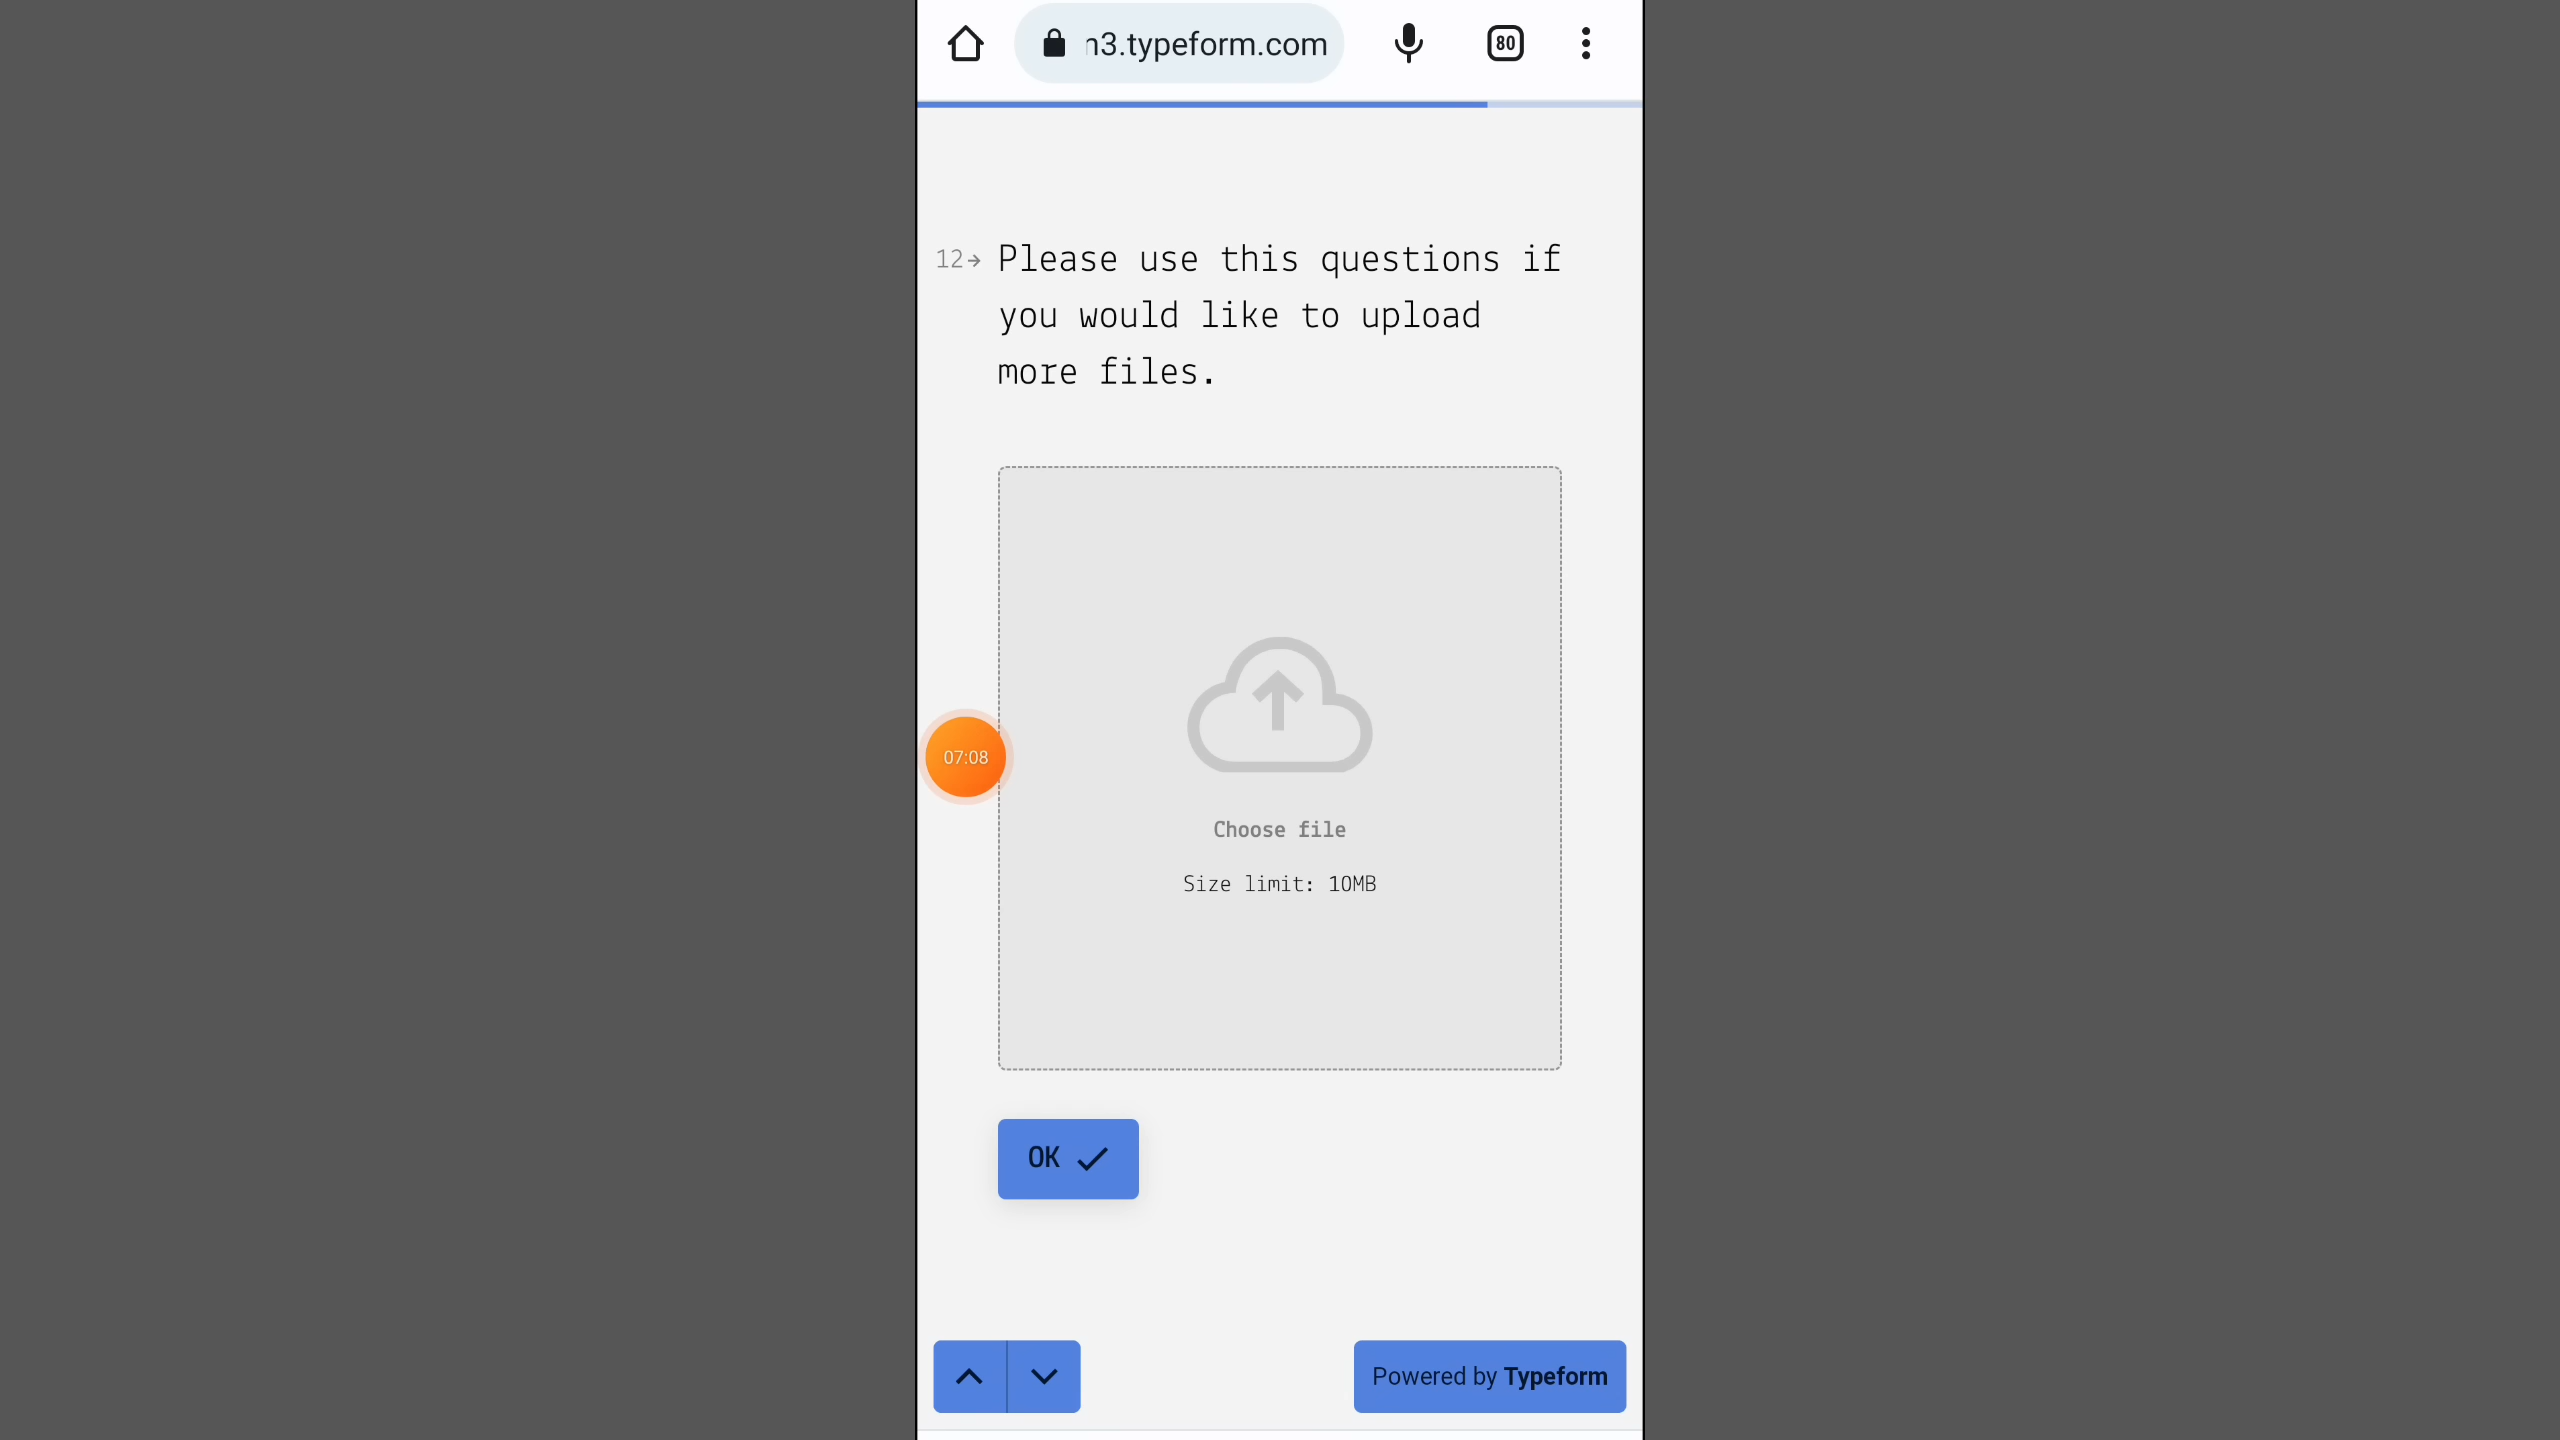 n3.typeform.com
80
12
Please use this questions if
you would like to upload
more files.
07:08
Choose file
Size limit: 10MB
OK
Powered by Typeform